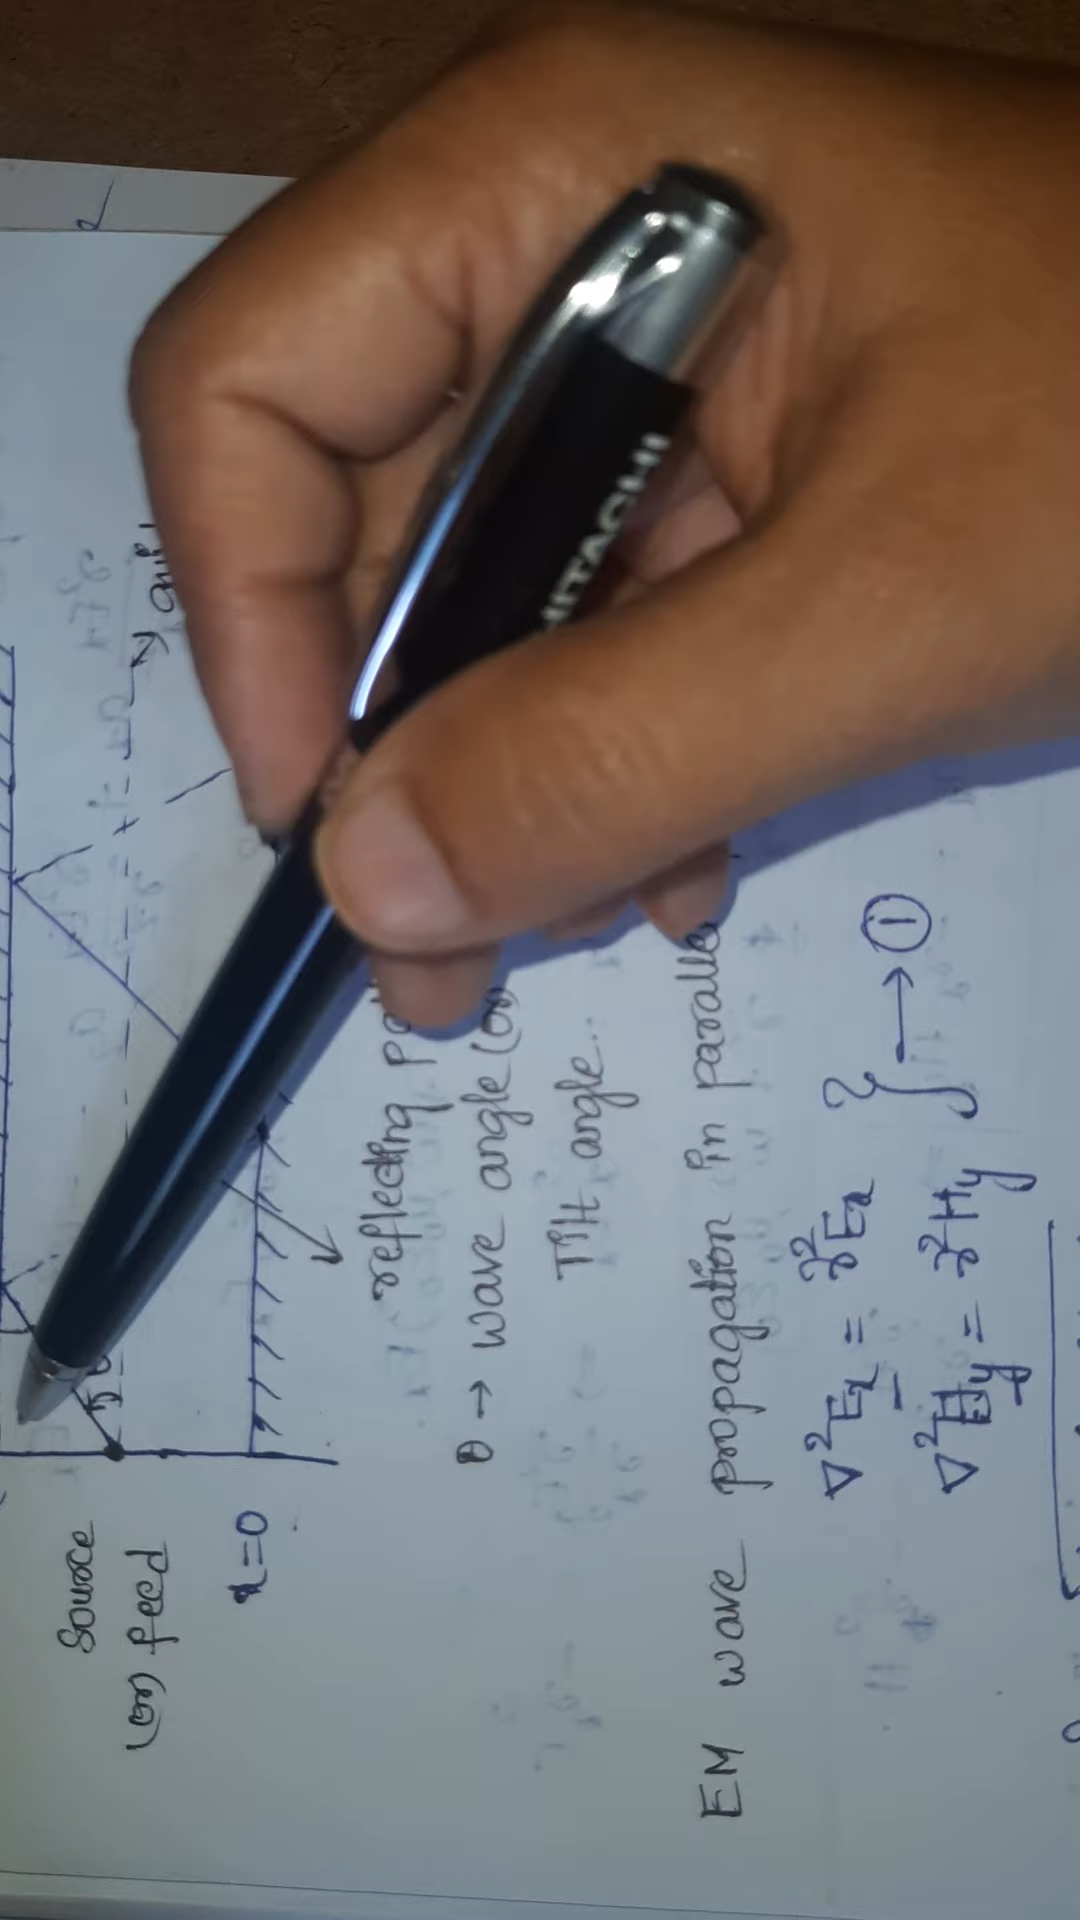 Source
(or) feed
x=0
reflecting
θ → wave angle (or)
Tilt angle..
EM wave propagation in
∇²Ex = γ²Ex
∇²Hy = γ²Hy } → ①
HITACHI